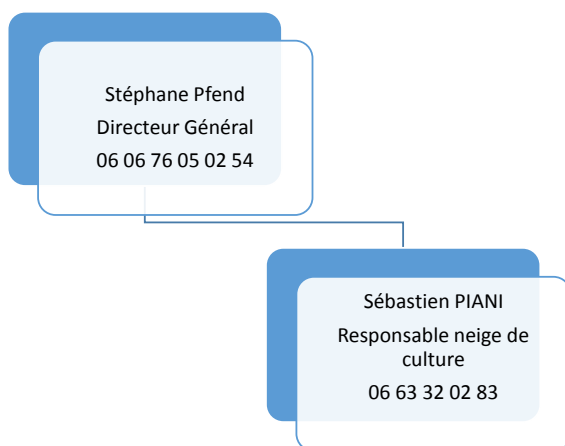 Stéphane Pfend
Directeur Général
06 06 76 05 02 54
Sébastien PIANI
Responsable neige de
culture
06 63 32 02 83